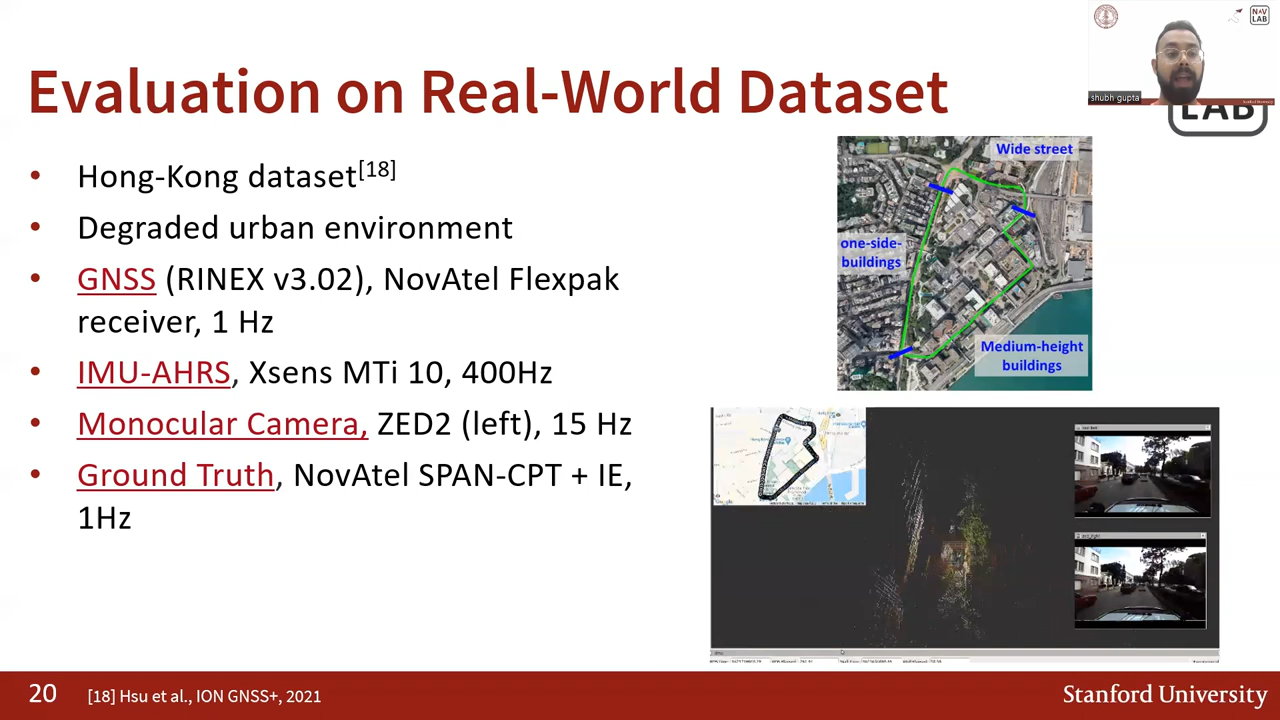 NAV
LAB
shubh gupta
LAB
Evaluation on Real-World Dataset
• Hong-Kong dataset[18]
• Degraded urban environment
• GNSS (RINEX v3.02), NovAtel Flexpak
receiver, 1 Hz
• IMU-AHRS, Xsens MTi 10, 400Hz
• Monocular Camera, ZED2 (left), 15 Hz
• Ground Truth, NovAtel SPAN-CPT + IE,
1Hz
Wide street
one-side-
buildings
Medium-height
buildings
20
[18] Hsu et al., ION GNSS+, 2021
Stanford University